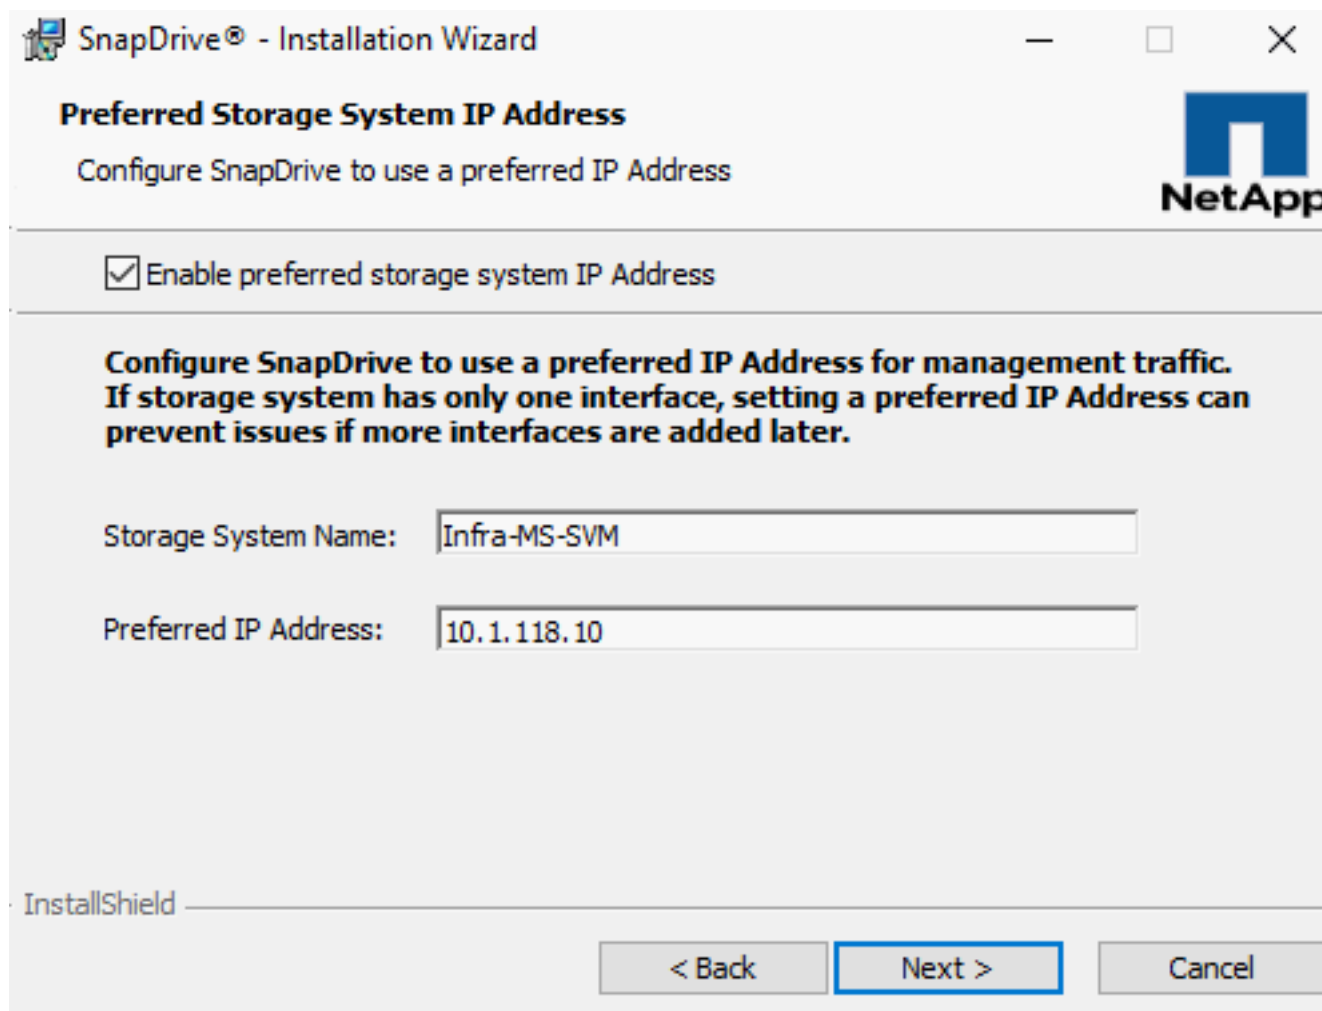 SnapDrive® - Installation Wizard
Preferred Storage System IP Address
Configure SnapDrive to use a preferred IP Address
NetApp
Enable preferred storage system IP Address
Configure SnapDrive to use a preferred IP Address for management traffic.
If storage system has only one interface, setting a preferred IP Address can
prevent issues if more interfaces are added later.
Storage System Name: Infra-MS-SVM
Preferred IP Address: 10.1.118.10
InstallShield
< Back Next > Cancel